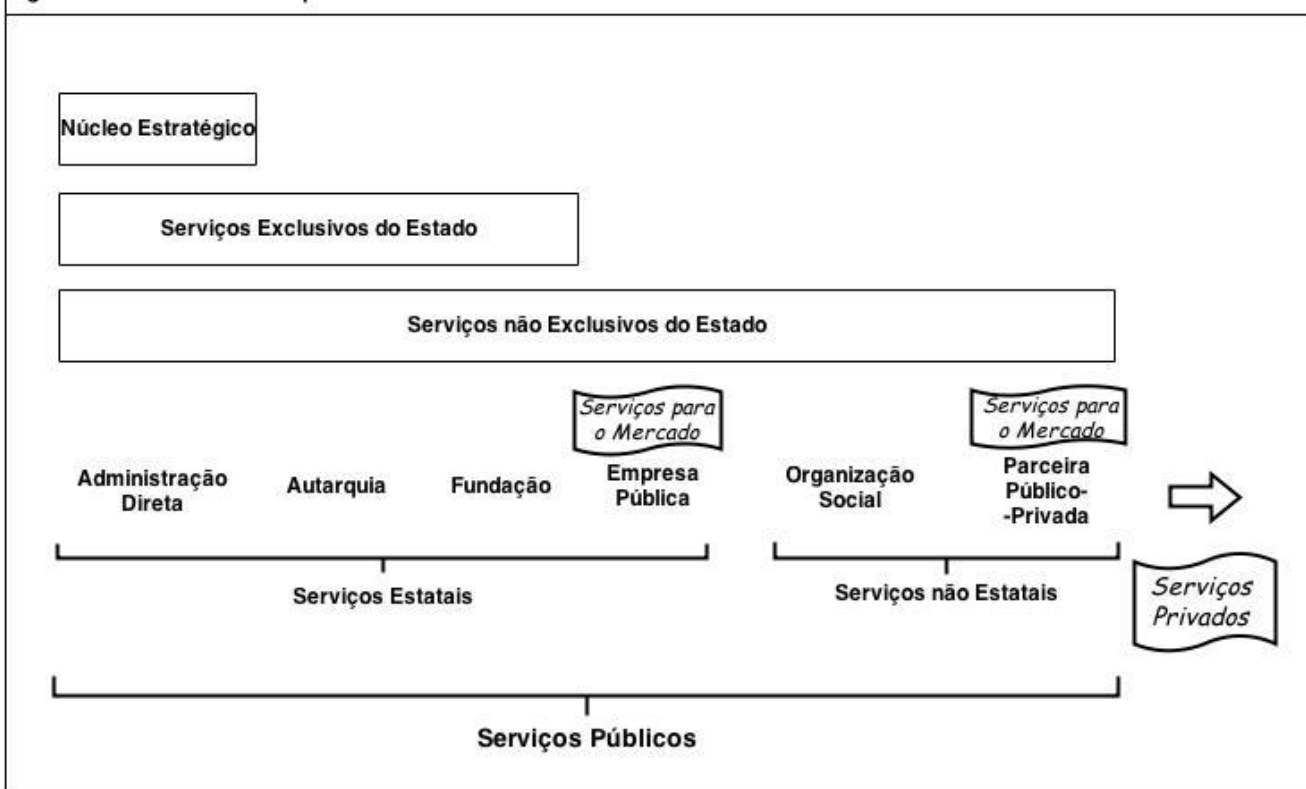 Núcleo Estratégico
Serviços Exclusivos do Estado
Serviços não Exclusivos do Estado
Serviços para
o Mercado
Serviços para
o Mercado
Administração
Direta
Autarquia
Fundação
Empresa
Pública
Organização
Social
Parceira
Público-
-Privada
Serviços Estatais
Serviços não Estatais
Serviços
Privados
Serviços Públicos